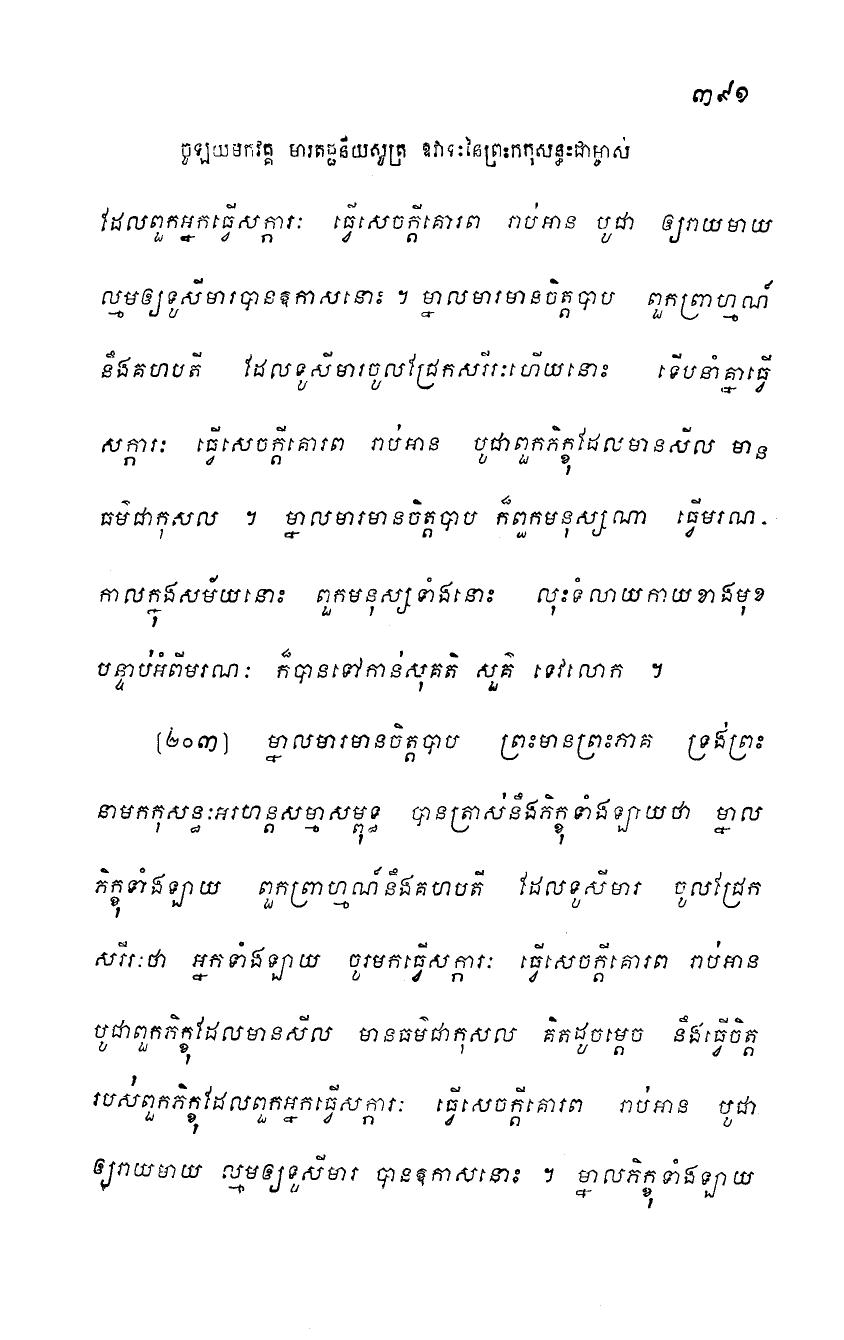 ៣៩១
ចូឡយមកវគ្គ មារតជ្ជនីយសូត្រ ឱវាទនៃព្រះកកុសន្ធៈជាម្ចាស់
ដែលពួកអ្នកធ្វើសក្ការៈ ធ្វើសេចក្តីគោរព រាប់អាន បូជា ឲ្យរាយមាយ
ល្មមឲ្យទូសីមារបានឱកាសនោះ ។ ម្នាលមារមានចិត្តបាប ពួកព្រាហ្មណ៍
នឹងគហបតី ដែលទូសីមារចូលជ្រែកសរីរៈហើយនោះ ទើបនាំគ្នាធ្វើ
សក្ការៈ ធ្វើសេចក្តីគោរព រាប់អាន បូជាពួកភិក្ខុដែលមានសីល មាន
ធម៌ជាកុសល ។ ម្នាលមារមានចិត្តបាប ក៏ពួកមនុស្សណា ធ្វើមរណ-
កាលក្នុងសម័យនោះ ពួកមនុស្សទាំងនោះ លុះទំលាយកាយខាងមុខ
បន្ទាប់អំពីមរណៈ ក៏បានទៅកាន់សុគតិ សួគ៌ ទេវលោក ។
(២០៣) ម្នាលមារមានចិត្តបាប ព្រះមានព្រះភាគ ទ្រង់ព្រះ
នាមកកុសន្ធៈអរហន្តសម្មាសម្ពុទ្ធ បានត្រាស់នឹងភិក្ខុទាំងឡាយថា ម្នាល
ភិក្ខុទាំងឡាយ ពួកព្រាហ្មណ៍នឹងគហបតី ដែលទូសីមារ ចូលជ្រែក
សរីរៈថា អ្នកទាំងឡាយ ចូរមកធ្វើសក្ការៈ ធ្វើសេចក្តីគោរព រាប់អាន
បូជាពួកភិក្ខុដែលមានសីល មានធម៌ជាកុសល គិតដូចម្តេច នឹងធ្វើចិត្ត
របស់ពួកភិក្ខុដែលពួកអ្នកធ្វើសក្ការៈ ធ្វើសេចក្តីគោរព រាប់អាន បូជា
ឲ្យរាយមាយ ល្មមឲ្យទូសីមារ បានឱកាសនោះ ។ ម្នាលភិក្ខុទាំងឡាយ